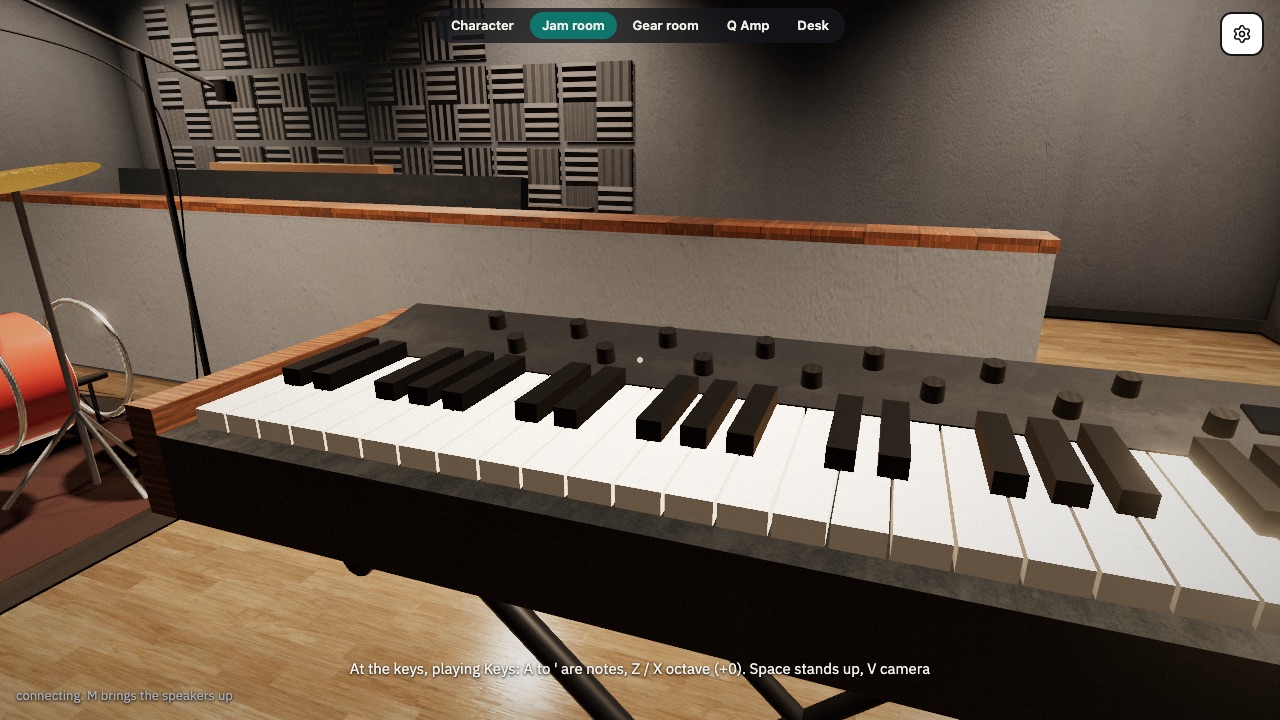 Character Jam room Gear room Q Amp Desk
At the keys, playing Keys: A to ' are notes, Z / X octave (+0). Space stands up, V camera
connecting. M brings the speakers up